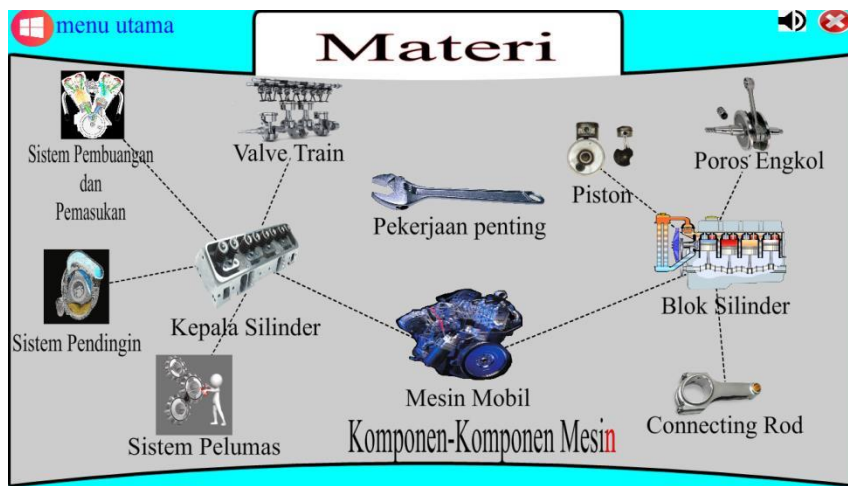 menu utama
Materi
Sistem Pembuangan
dan
Pemasukan
Valve Train
Pekerjaan penting
Piston
Poros Engkol
Sistem Pendingin
Kepala Silinder
Blok Silinder
Mesin Mobil
Sistem Pelumas
Komponen-Komponen Mesin
Connecting Rod